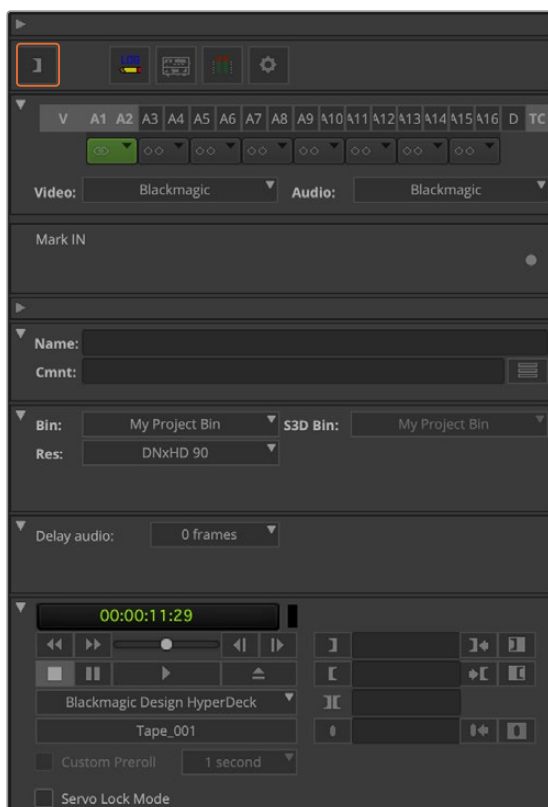 LOG
V A1 A2 A3 A4 A5 A6 A7 A8 A9 A10 A11 A12 A13 A14 A15 A16 D TC
Video: Blackmagic Audio: Blackmagic
Mark IN
Name:
Cmnt:
Bin: My Project Bin S3D Bin: My Project Bin
Res: DNxHD 90
Delay audio: 0 frames
00:00:11:29
Blackmagic Design HyperDeck
Tape_001
Custom Preroll 1 second
Servo Lock Mode